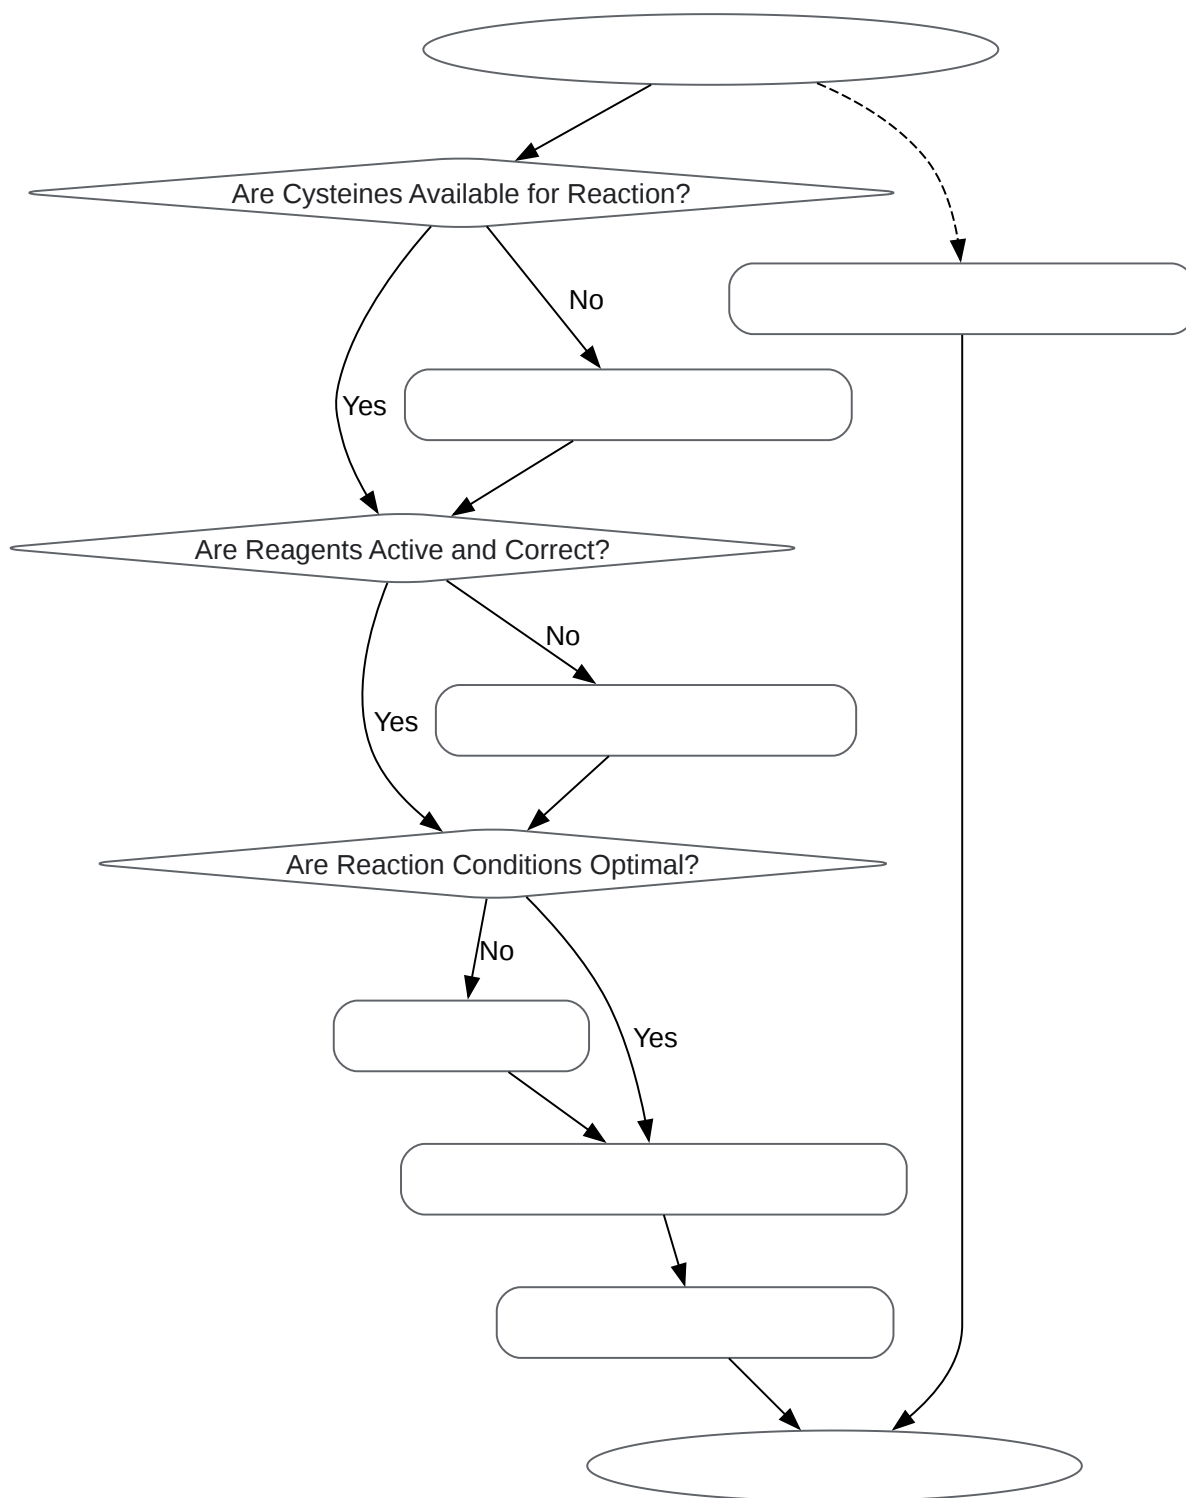 Are Cysteines Available for Reaction?
No
Yes
Are Reagents Active and Correct?
No
Yes
Are Reaction Conditions Optimal?
No
Yes